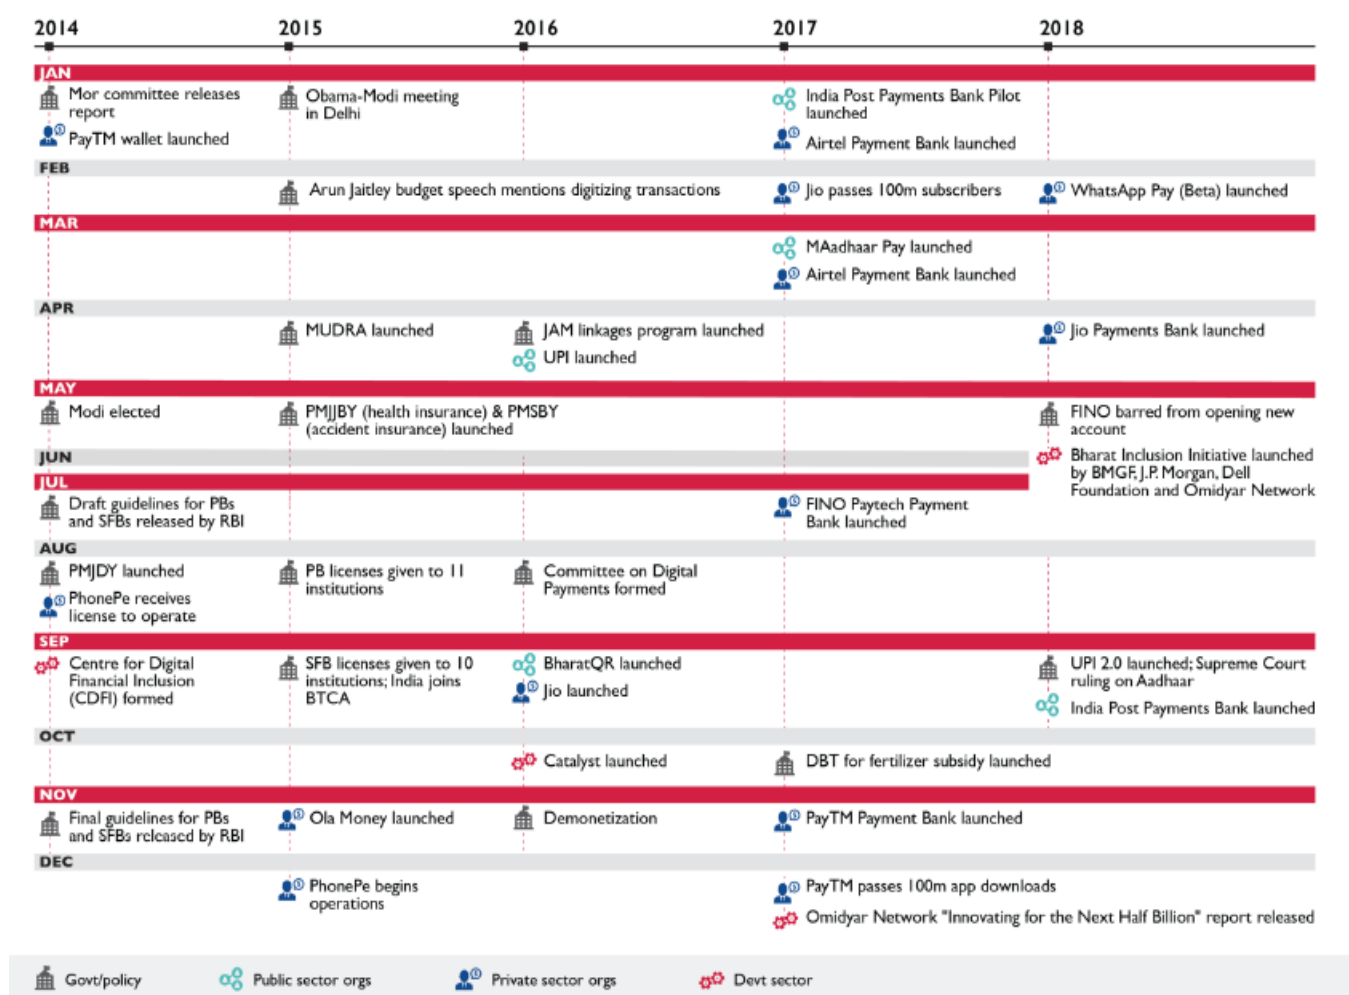 2014 2015 2016 2017 2018
JAN
Mor committee releases
report
PayTM wallet launched
Obama-Modi meeting
in Delhi
India Post Payments Bank Pilot
launched
Airtel Payment Bank launched
FEB
Arun Jaitley budget speech mentions digitizing transactions
Jio passes 100m subscribers
WhatsApp Pay (Beta) launched
MAR
MAadhaar Pay launched
Airtel Payment Bank launched
APR
MUDRA launched
JAM linkages program launched
UPI launched
Jio Payments Bank launched
MAY
Modi elected
PMJJBY (health insurance) & PMSBY
(accident insurance) launched
FINO barred from opening new
account
Bharat Inclusion Initiative launched
by BMGF, J.P. Morgan, Dell
Foundation and Omidyar Network
JUN
JUL
Draft guidelines for PBs
and SFBs released by RBI
FINO Paytech Payment
Bank launched
AUG
PMJDY launched
PhonePe receives
license to operate
PB licenses given to 11
institutions
Committee on Digital
Payments formed
SEP
Centre for Digital
Financial Inclusion
(CDFI) formed
SFB licenses given to 10
institutions; India joins
BTCA
BharatQR launched
Jio launched
UPI 2.0 launched; Supreme Court
ruling on Aadhaar
India Post Payments Bank launched
OCT
Catalyst launched
DBT for fertilizer subsidy launched
NOV
Final guidelines for PBs
and SFBs released by RBI
Ola Money launched
Demonetization
PayTM Payment Bank launched
DEC
PhonePe begins
operations
PayTM passes 100m app downloads
Omidyar Network "Innovating for the Next Half Billion" report released
Govt/policy
Public sector orgs
Private sector orgs
Devt sector